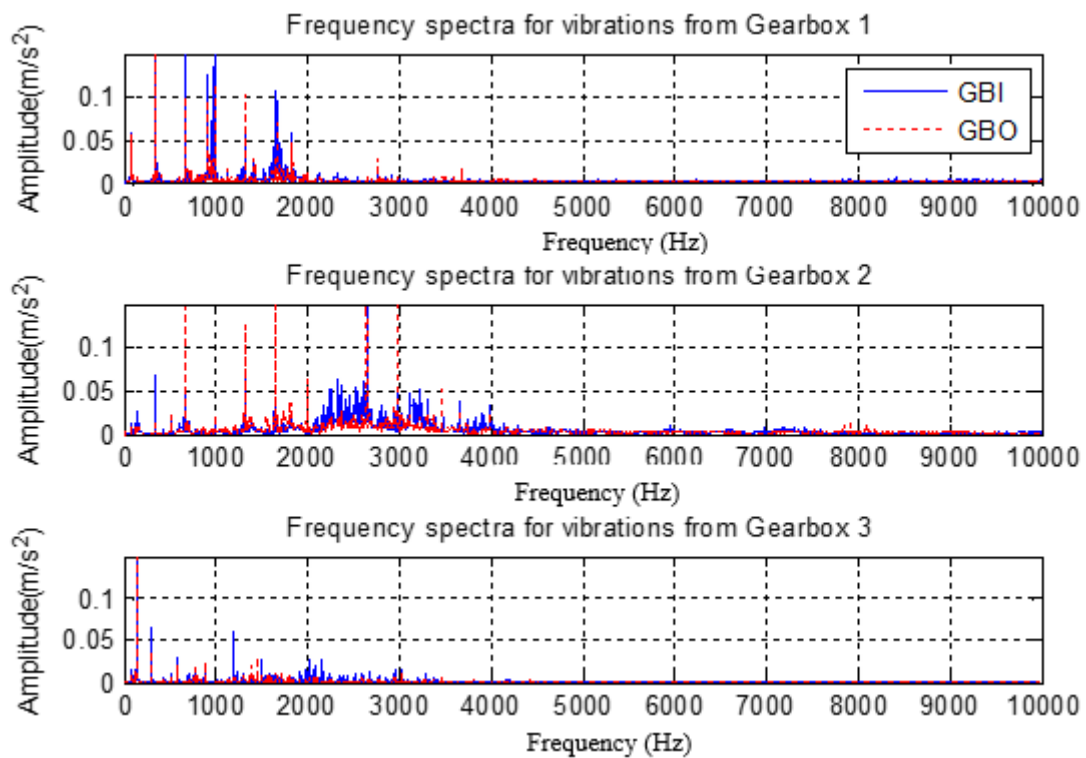 Frequency spectra for vibrations from Gearbox 1
Amplitude(m/s²)
0.1
0.05
0
GBI
GBO
0 1000 2000 3000 4000 5000 6000 7000 8000 9000 10000
Frequency (Hz)
Frequency spectra for vibrations from Gearbox 2
Amplitude(m/s²)
0.1
0.05
0
0 1000 2000 3000 4000 5000 6000 7000 8000 9000 10000
Frequency (Hz)
Frequency spectra for vibrations from Gearbox 3
Amplitude(m/s²)
0.1
0.05
0
0 1000 2000 3000 4000 5000 6000 7000 8000 9000 10000
Frequency (Hz)